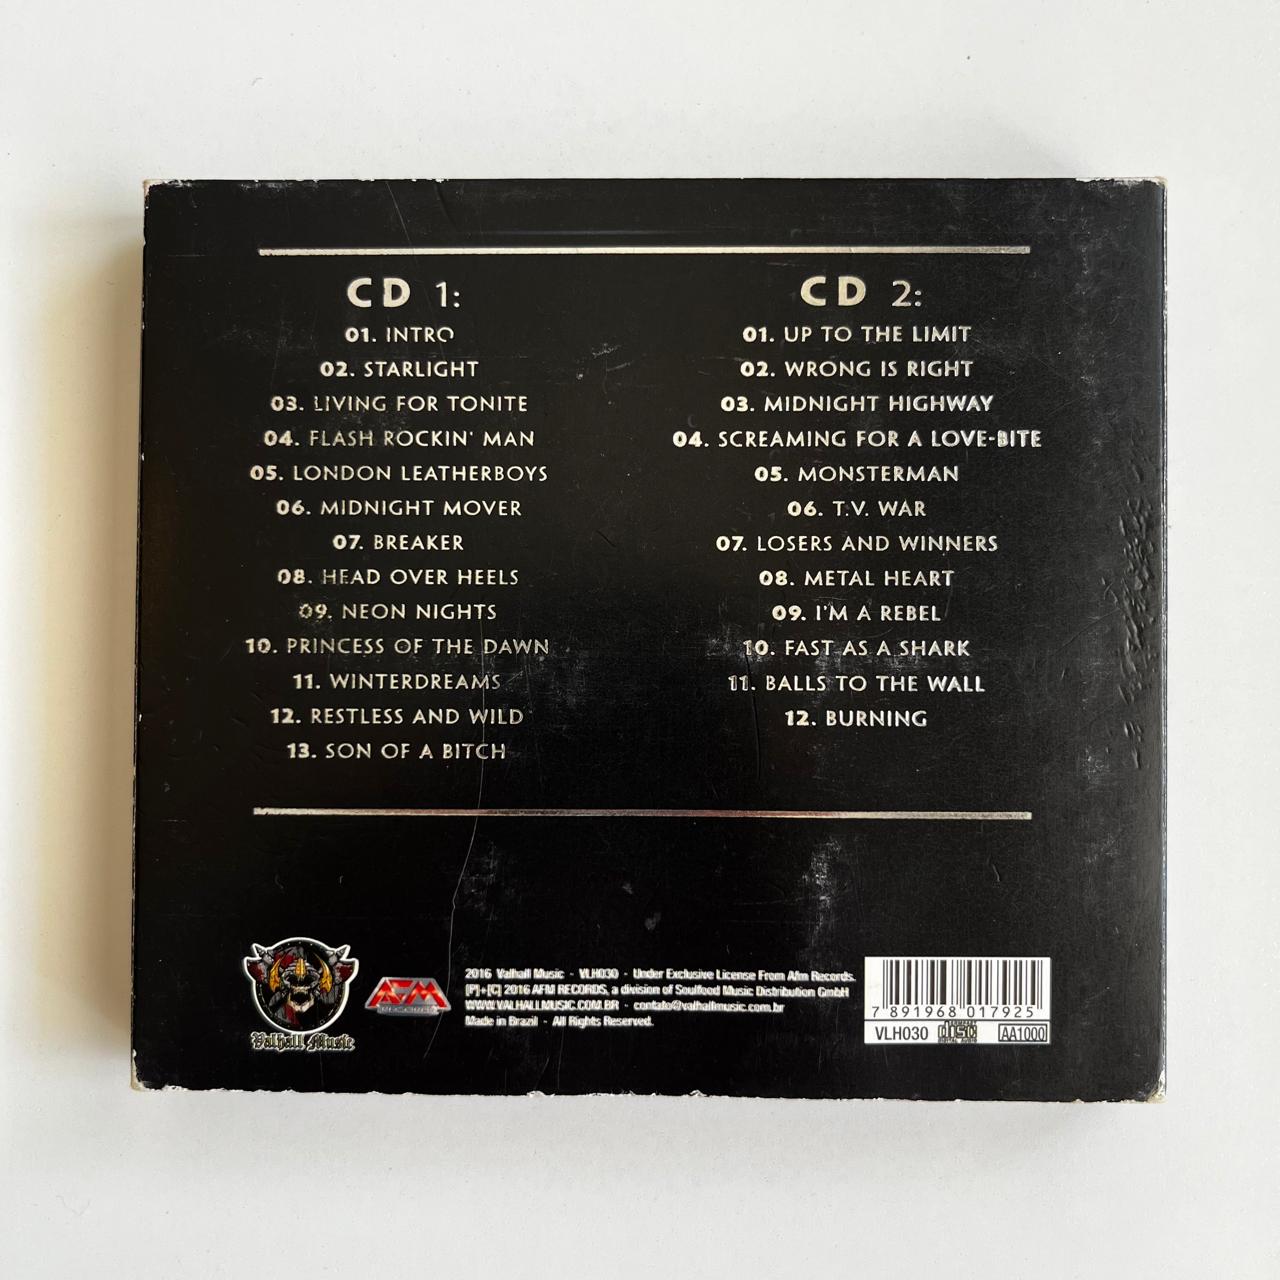 CD 1:
01. INTRO
02. STARLIGHT
03. LIVING FOR TONITE
04. FLASH ROCKIN' MAN
05. LONDON LEATHERBOYS
06. MIDNIGHT MOVER
07. BREAKER
08. HEAD OVER HEELS
09. NEON NIGHTS
10. PRINCESS OF THE DAWN
11. WINTERDREAMS
12. RESTLESS AND WILD
13. SON OF A BITCH
CD 2:
01. UP TO THE LIMIT
02. WRONG IS RIGHT
03. MIDNIGHT HIGHWAY
04. SCREAMING FOR A LOVE-BITE
05. MONSTERMAN
06. T.V. WAR
07. LOSERS AND WINNERS
08. METAL HEART
09. I'M A REBEL
10. FAST AS A SHARK
11. BALLS TO THE WALL
12. BURNING
Valhall Music
AFM
RECORDS
2016 Valhall Music - VLH030 - Under Exclusive License From Afm Records.
[P]+[C] 2016 AFM RECORDS, a division of Soulfood Music Distribution GmbH
WWW.VALHALLMUSIC.COM.BR - contato@valhallmusic.com.br
Made in Brazil - All Rights Reserved.
7 891968 017925
VLH030 COMPACT disc DIGITAL AUDIO AA1000